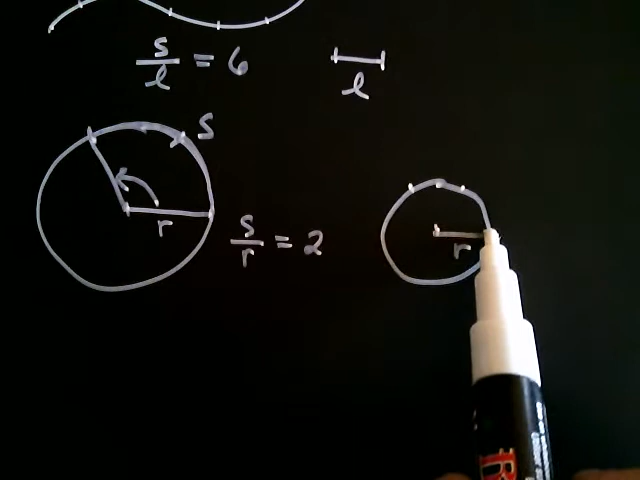 s/l = 6
l
s
r
s/r = 2
r